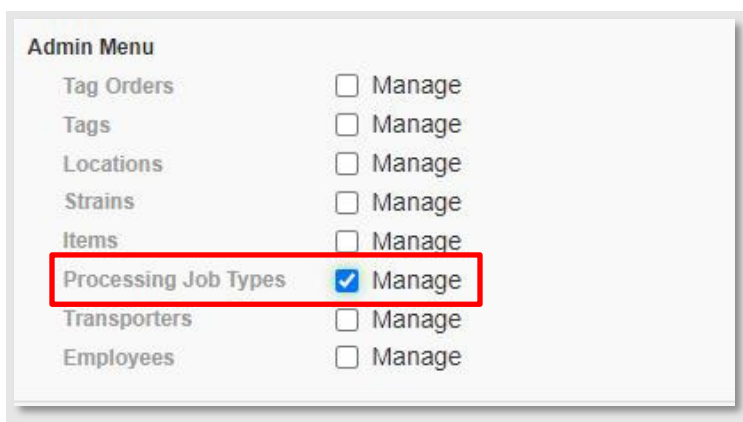 Admin Menu
Tag Orders Manage
Tags Manage
Locations Manage
Strains Manage
Items Manage
Processing Job Types Manage
Transporters Manage
Employees Manage